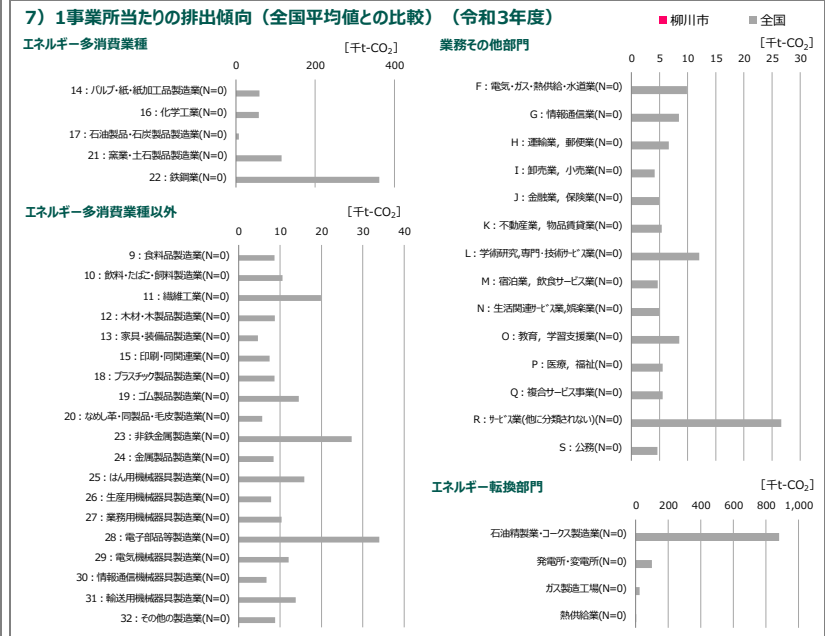 7）1事業所当たりの排出傾向（全国平均値との比較）（令和3年度）
■柳川市 ■全国
エネルギー多消費業種
[千t-CO₂]
0 200 400
14：パルプ・紙・紙加工品製造業(N=0)
16：化学工業(N=0)
17：石油製品・石炭製品製造業(N=0)
21：窯業・土石製品製造業(N=0)
22：鉄鋼業(N=0)
エネルギー多消費業種以外
[千t-CO₂]
0 10 20 30 40
9：食料品製造業(N=0)
10：飲料・たばこ・飼料製造業(N=0)
11：繊維工業(N=0)
12：木材・木製品製造業(N=0)
13：家具・装備品製造業(N=0)
15：印刷・同関連業(N=0)
18：プラスチック製品製造業(N=0)
19：ゴム製品製造業(N=0)
20：なめし革・同製品・毛皮製造業(N=0)
23：非鉄金属製造業(N=0)
24：金属製品製造業(N=0)
25：はん用機械器具製造業(N=0)
26：生産用機械器具製造業(N=0)
27：業務用機械器具製造業(N=0)
28：電子部品等製造業(N=0)
29：電気機械器具製造業(N=0)
30：情報通信機械器具製造業(N=0)
31：輸送用機械器具製造業(N=0)
32：その他の製造業(N=0)
業務その他部門
[千t-CO₂]
0 5 10 15 20 25 30
F：電気・ガス・熱供給・水道業(N=0)
G：情報通信業(N=0)
H：運輸業，郵便業(N=0)
I：卸売業，小売業(N=0)
J：金融業，保険業(N=0)
K：不動産業，物品賃貸業(N=0)
L：学術研究,専門・技術サービス業(N=0)
M：宿泊業，飲食サービス業(N=0)
N：生活関連サービス業,娯楽業(N=0)
O：教育，学習支援業(N=0)
P：医療，福祉(N=0)
Q：複合サービス事業(N=0)
R：サービス業(他に分類されない)(N=0)
S：公務(N=0)
エネルギー転換部門
[千t-CO₂]
0 200 400 600 800 1,000
石油精製業・コークス製造業(N=0)
発電所・変電所(N=0)
ガス製造工場(N=0)
熱供給業(N=0)